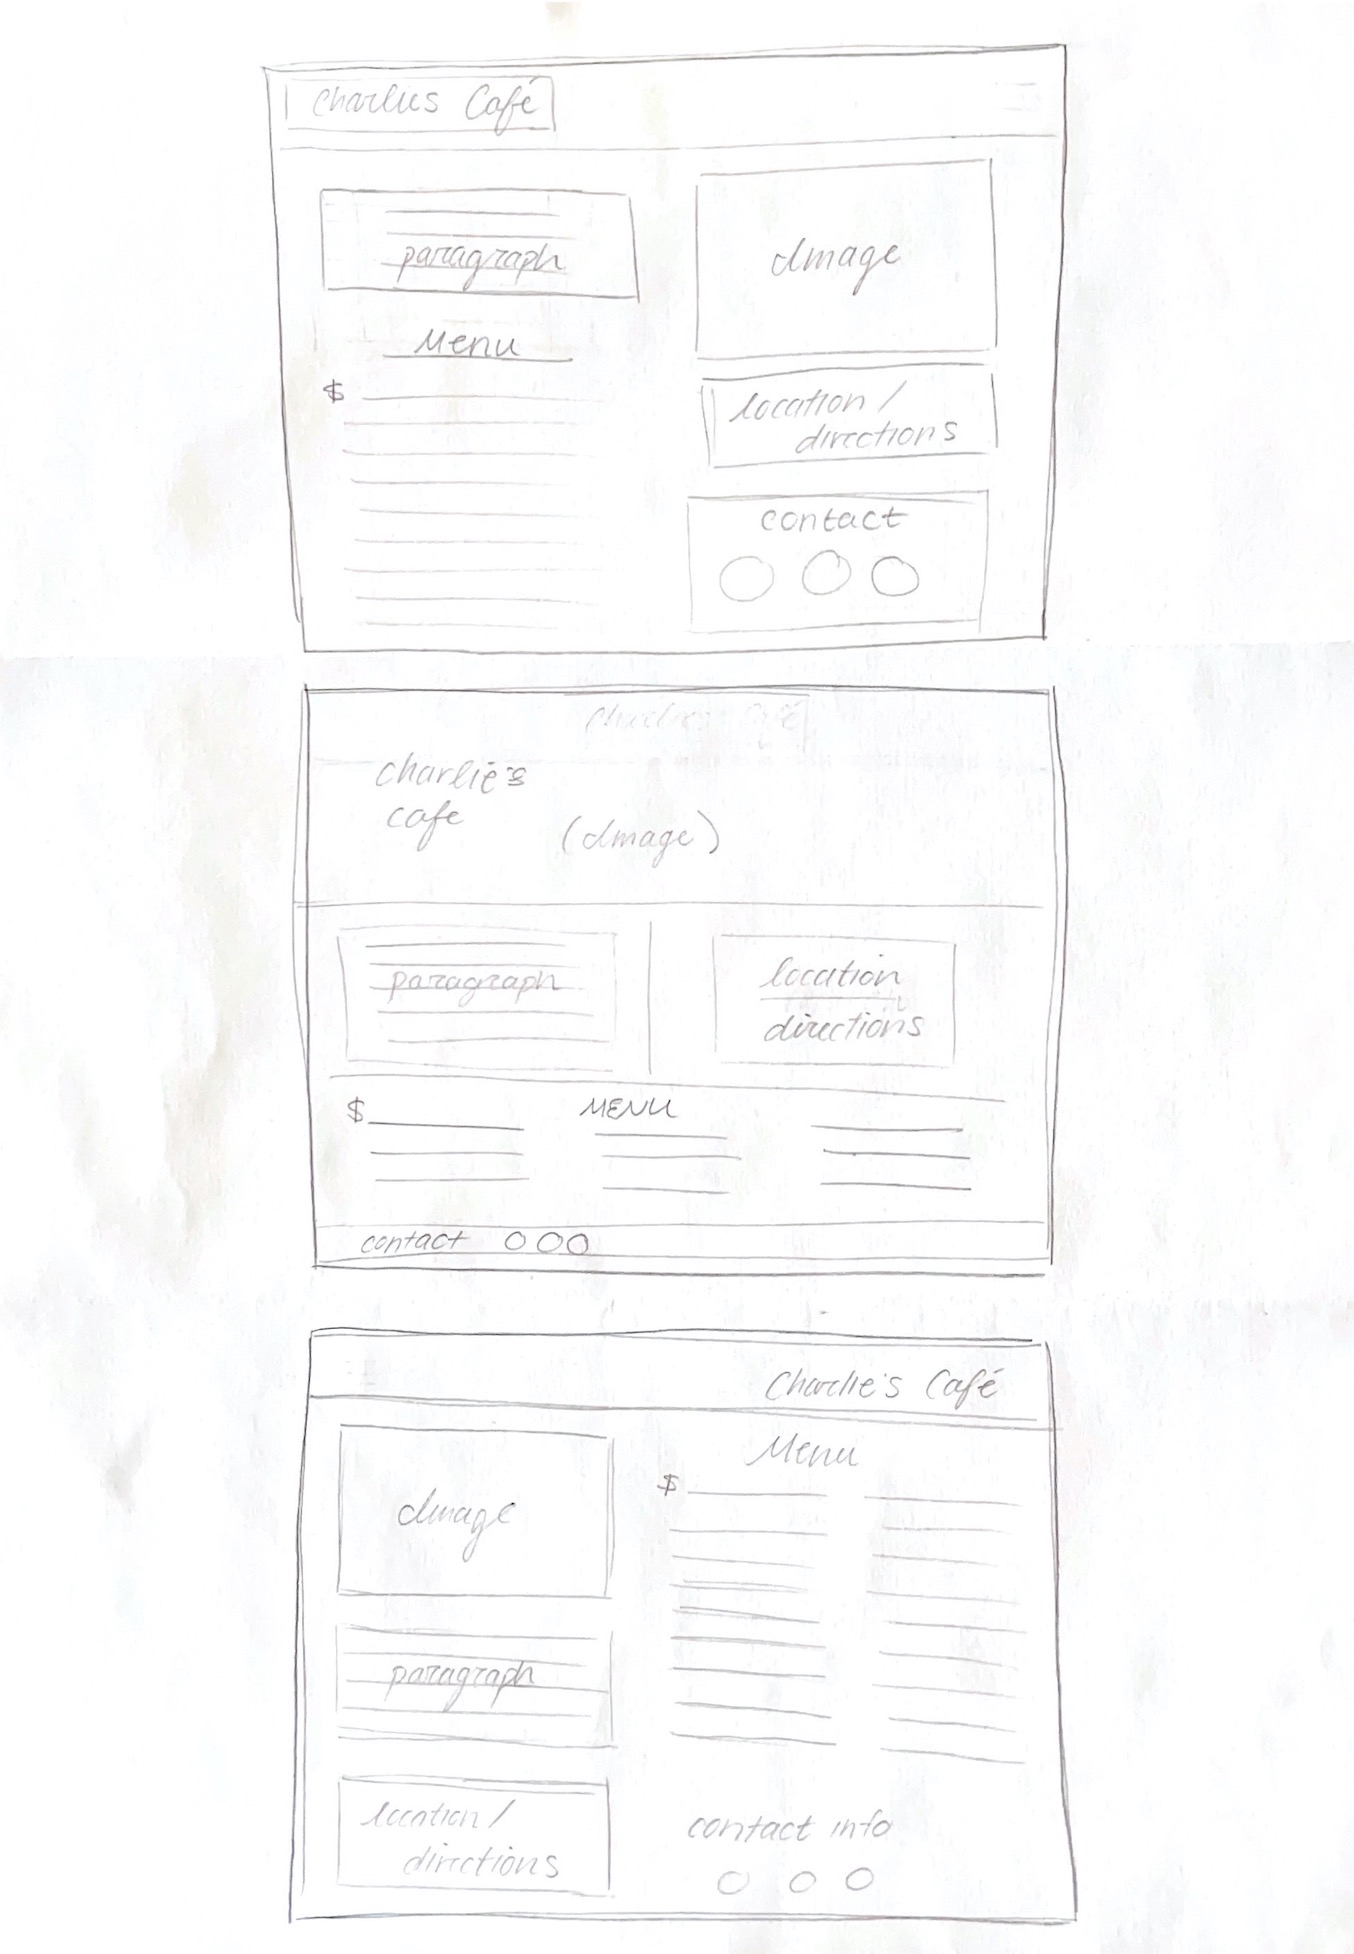 Charlies Café
paragraph
Image
Menu
$
location /
directions
contact
Charlie's Café
charlie's
cafe
(Image)
paragraph
location
directions
$
MENU
contact
Charlie's Café
Image
Menu
$
paragraph
location /
directions
contact info